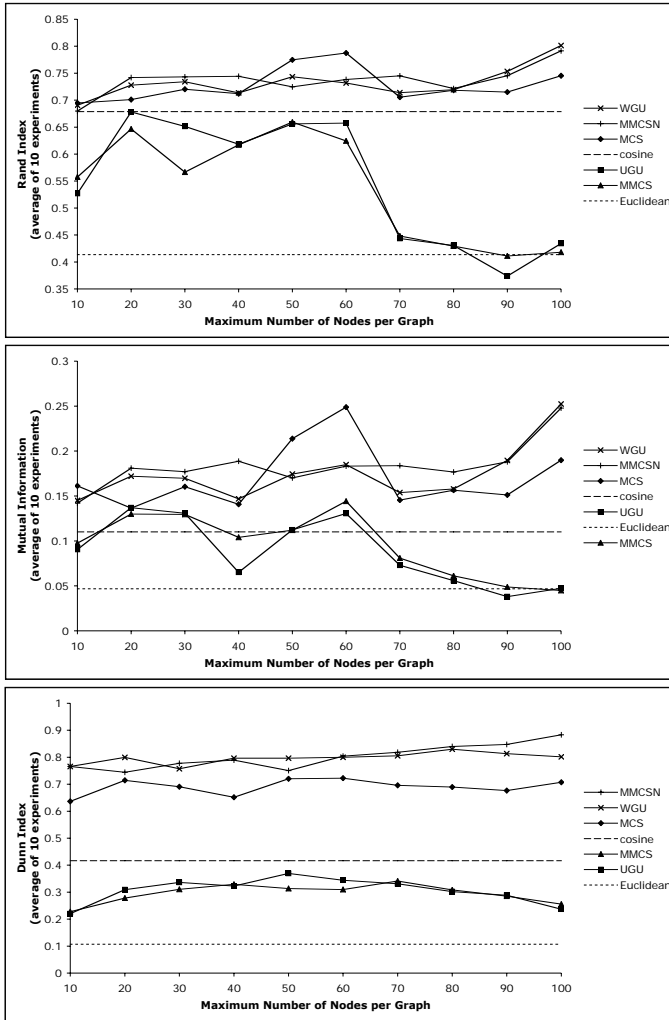 0.85
0.8
0.75
0.7
0.65
0.6
0.55
0.5
0.45
0.4
0.35
Rand Index
(average of 10 experiments)
10 20 30 40 50 60 70 80 90 100
Maximum Number of Nodes per Graph
WGU
MMCSN
MCS
cosine
UGU
MMCS
Euclidean
0.3
0.25
0.2
0.15
0.1
0.05
0
Mutual Information
(average of 10 experiments)
10 20 30 40 50 60 70 80 90 100
Maximum Number of Nodes per Graph
WGU
MMCSN
MCS
cosine
UGU
Euclidean
MMCS
1
0.9
0.8
0.7
0.6
0.5
0.4
0.3
0.2
0.1
0
Dunn Index
(average of 10 experiments)
10 20 30 40 50 60 70 80 90 100
Maximum Number of Nodes per Graph
MMCSN
WGU
MCS
cosine
MMCS
UGU
Euclidean